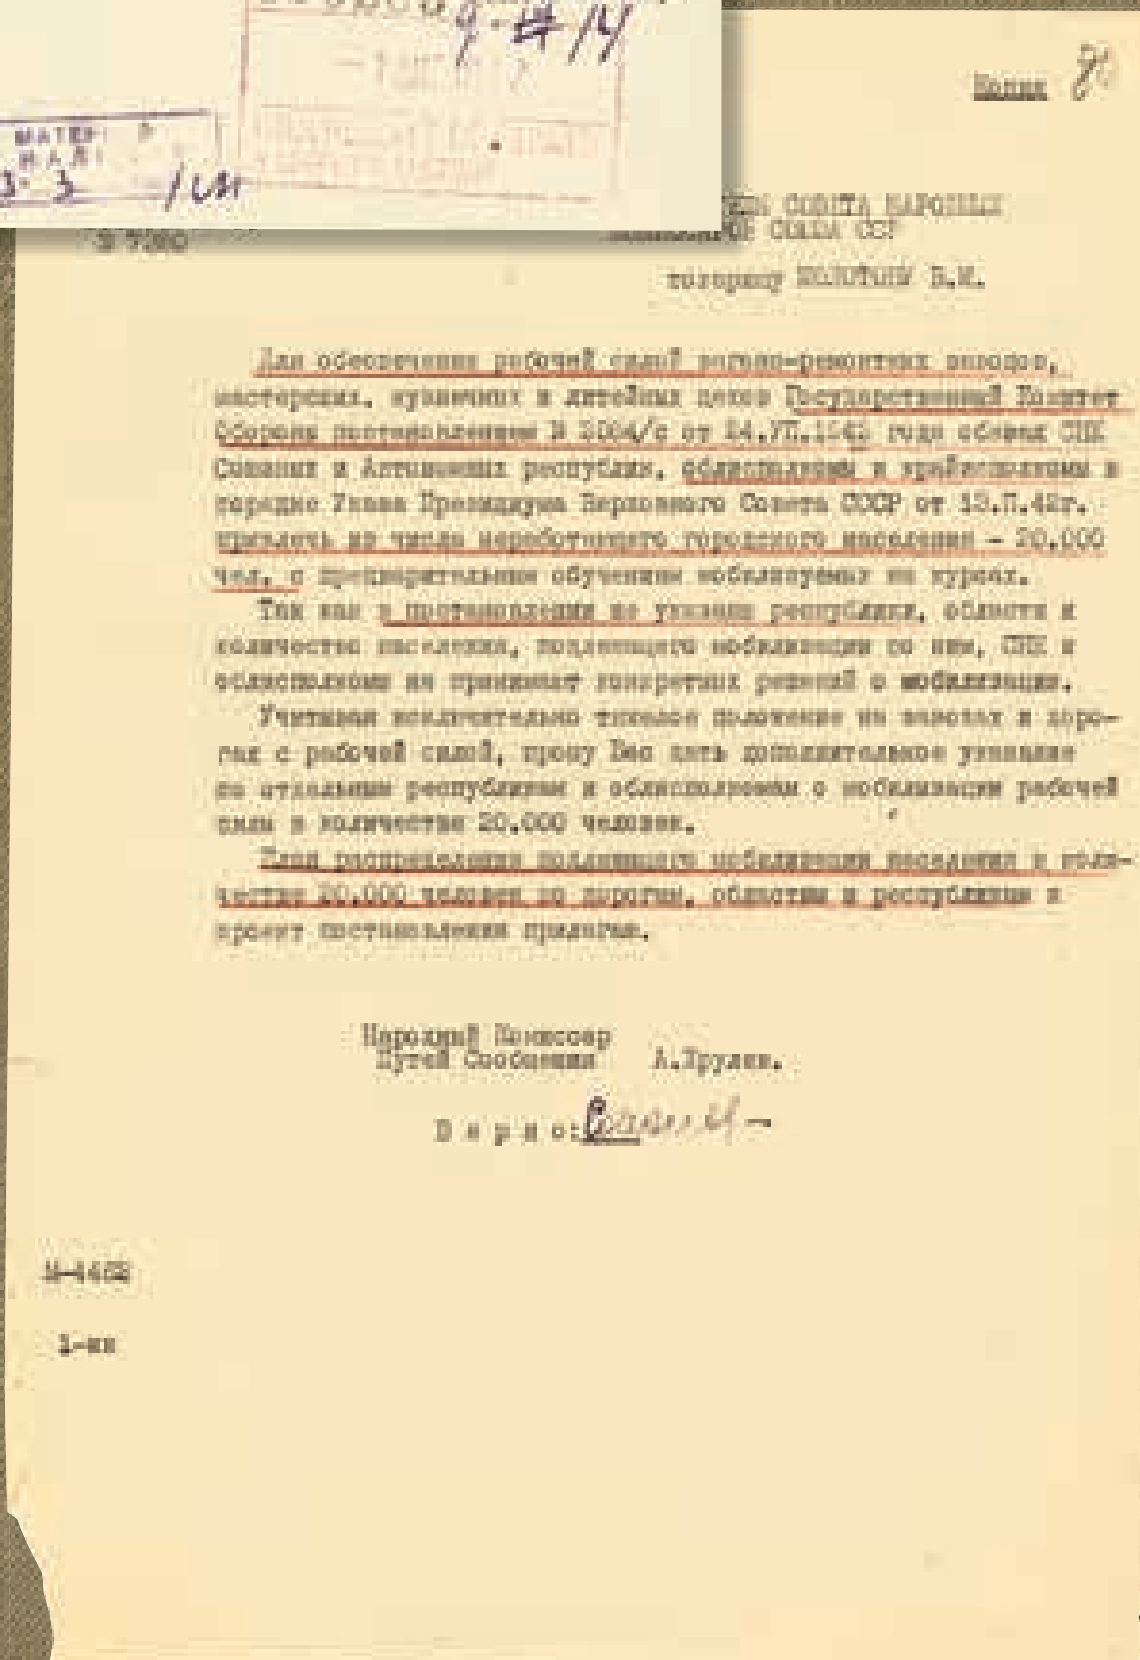 9. 14
МАТЕР
НАЛ
Копия
СОВЕТА НАРОДНЫХ
СОЮЗА ССР
товарищу МОЛОТОВУ В.М.
Для обеспечения рабочей силой вагоно-ремонтных заводов,
мастерских, кузнечных и литейных цехов Государственный Комитет
Обороны постановлением № от 24.УП.1942 года обязал СНК
Союзных и Автономных республик, облисполкомы и крайисполкомы в
порядке Указа Президиума Верховного Совета СССР от 13.П.42г.
привлечь из числа неработающего городского населения - 20.000
чел. с предварительным обучением мобилизуемых на курсах.
Так как в постановлении не указаны республики, области и
количество населения, подлежащего мобилизации по ним, СНК и
облисполкомы не принимают конкретных решений о мобилизации.
Учитывая исключительно тяжелое положение на заводах и доро-
гах с рабочей силой, прошу Вас дать дополнительное указание
по отдельным республикам и облисполкомам о мобилизации рабочей
силы в количестве 20.000 человек.
План распределения подлежащего мобилизации населения в коли-
честве 20.000 человек по дорогам, областям и республикам и
проект постановления прилагаю.
Народный Комиссар
Путей Сообщения А.Хрулев.
В е р н о:
М-4462